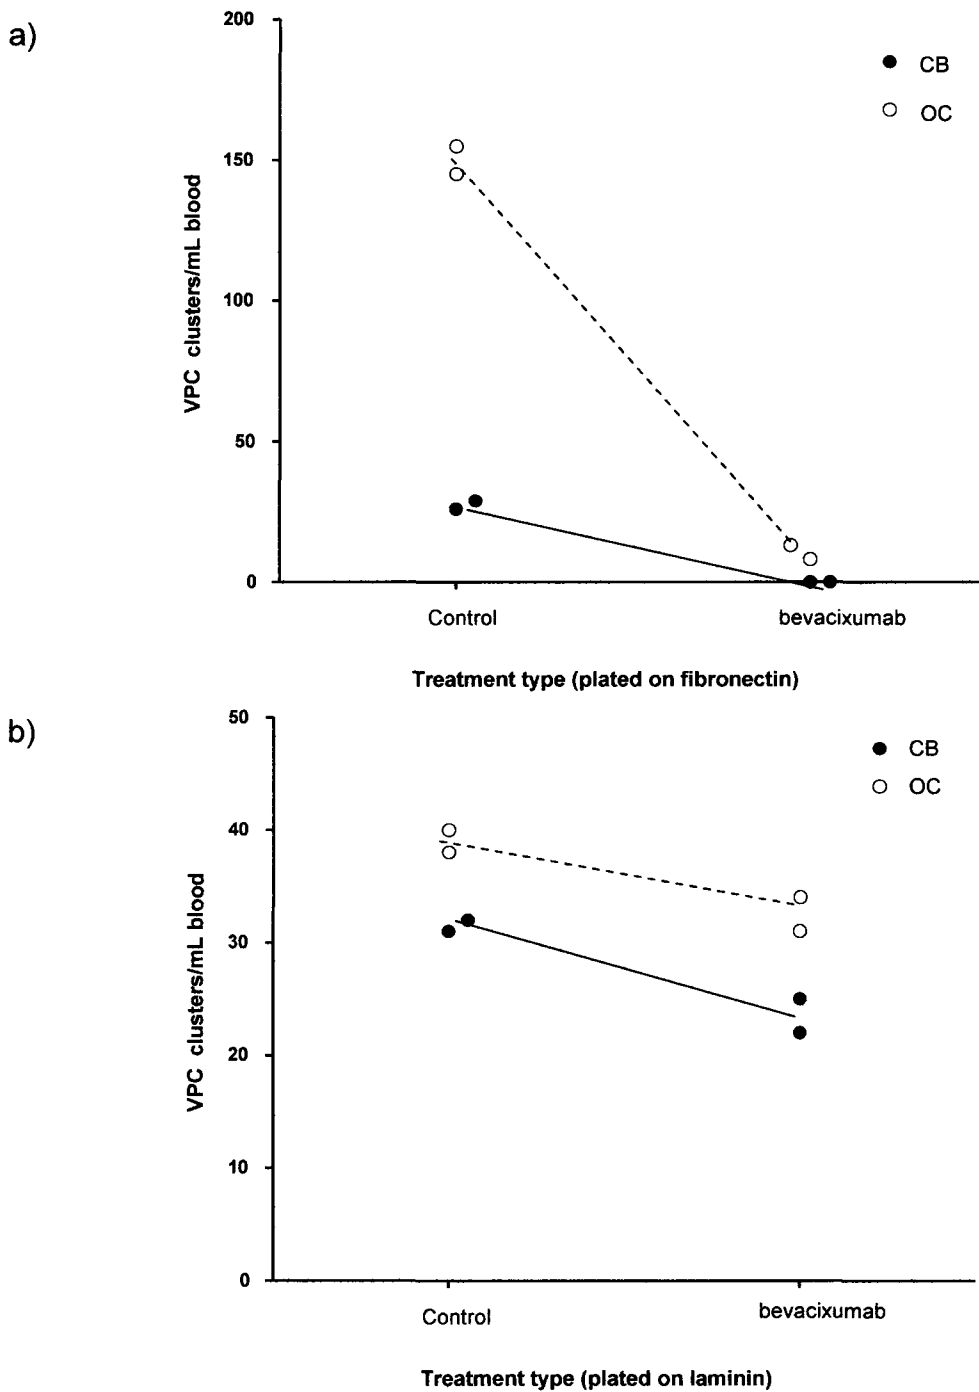 a)
200
CB
OC
150
VPC clusters/mL blood
100
50
0
Control
bevacixumab
Treatment type (plated on fibronectin)
b)
50
CB
OC
40
VPC clusters/mL blood
30
20
10
0
Control
bevacixumab
Treatment type (plated on laminin)